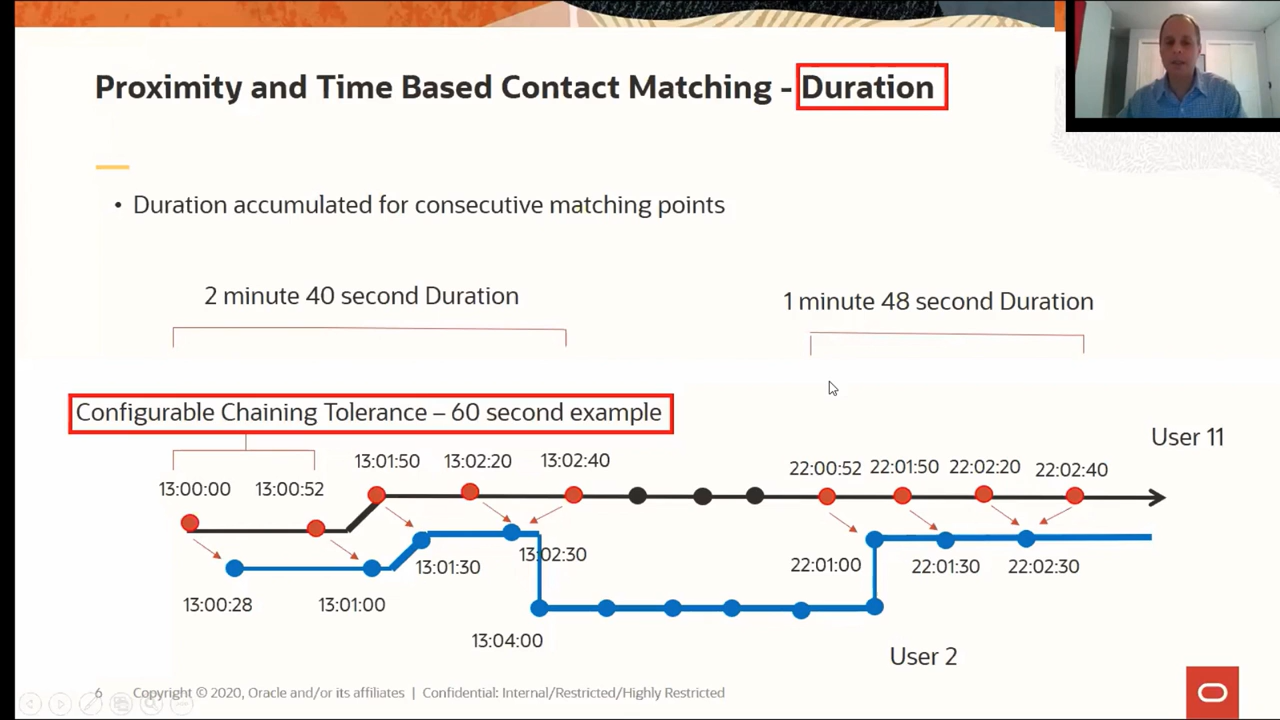 Proximity and Time Based Contact Matching - Duration
• Duration accumulated for consecutive matching points
2 minute 40 second Duration
1 minute 48 second Duration
Configurable Chaining Tolerance – 60 second example
User 11
13:00:00
13:00:52
13:01:50
13:02:20
13:02:40
22:00:52
22:01:50
22:02:20
22:02:40
13:00:28
13:01:00
13:01:30
13:02:30
13:04:00
22:01:00
22:01:30
22:02:30
User 2
6 Copyright © 2020, Oracle and/or its affiliates | Confidential: Internal/Restricted/Highly Restricted